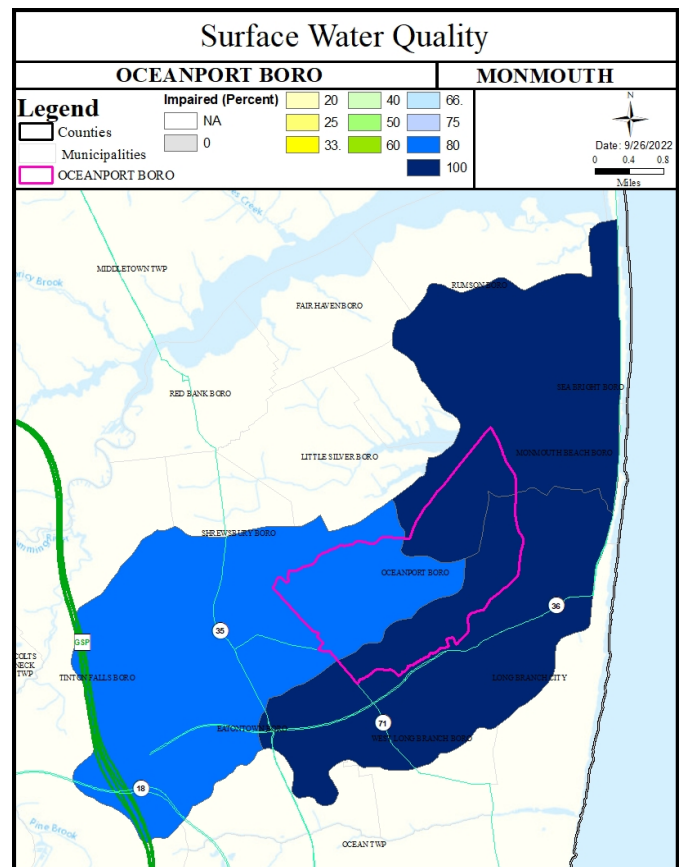 Surface Water Quality
OCEANPORT BORO
MONMOUTH
Legend
Counties
Municipalities
OCEANPORT BORO
Impaired (Percent)
NA
0
20
25
33.
40
50
60
66.
75
80
100
N
Date: 9/26/2022
0 0.4 0.8
Miles
Creek
MIDDLETOWN TWP
RUMSON BORO
FAIR HAVEN BORO
Brook
RED BANK BORO
SEA BRIGHT BORO
MONMOUTH BEACH BORO
LITTLE SILVER BORO
SHREWSBURY BORO
OCEANPORT BORO
36
35
GSP
COLTS
NECK
TWP
TINTON FALLS BORO
LONG BRANCH CITY
71
WEST LONG BRANCH BORO
18
Pine Brook
OCEAN TWP